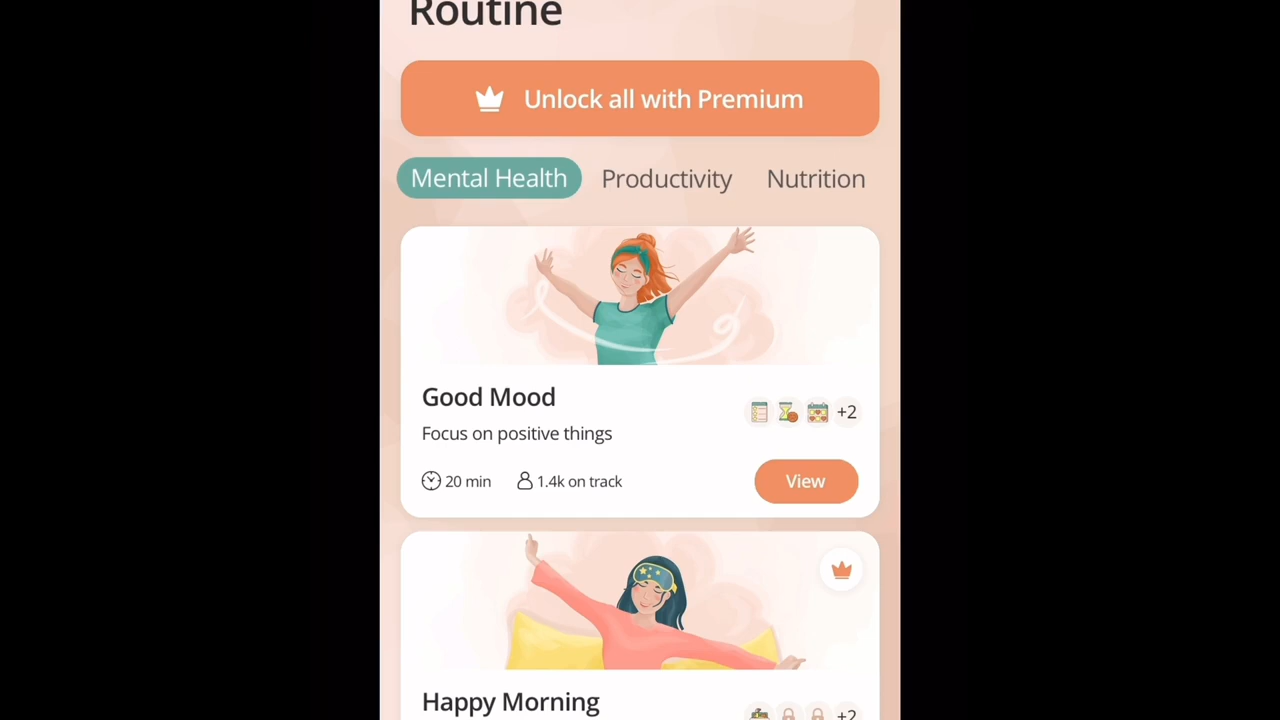 Routine
Unlock all with Premium
Mental Health Productivity Nutrition
Good Mood
+2
Focus on positive things
20 min 1.4k on track
View
Happy Morning
+2